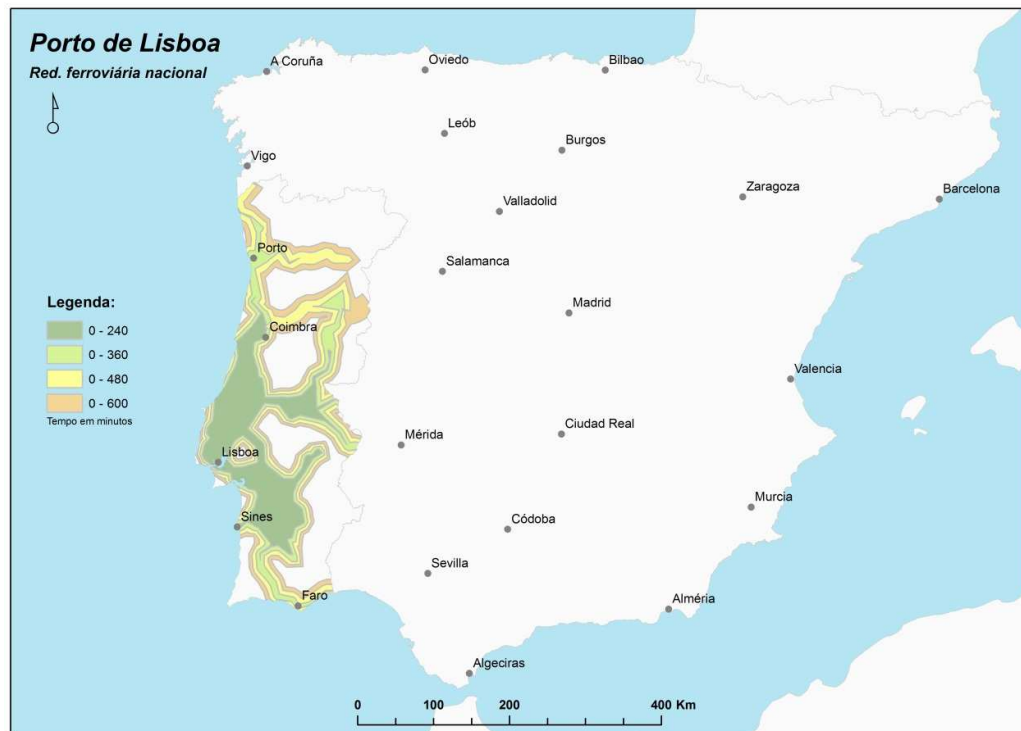 Porto de Lisboa
Red. ferroviária nacional
A Coruña
Oviedo
Bilbao
Leób
Burgos
Vigo
Zaragoza
Barcelona
Valladolid
Porto
Salamanca
Legenda:
0 - 240
0 - 360
0 - 480
0 - 600
Tempo em minutos
Madrid
Coimbra
Valencia
Ciudad Real
Mérida
Lisboa
Murcia
Sines
Córdoba
Sevilla
Faro
Alméria
Algeciras
0 100 200 400 Km